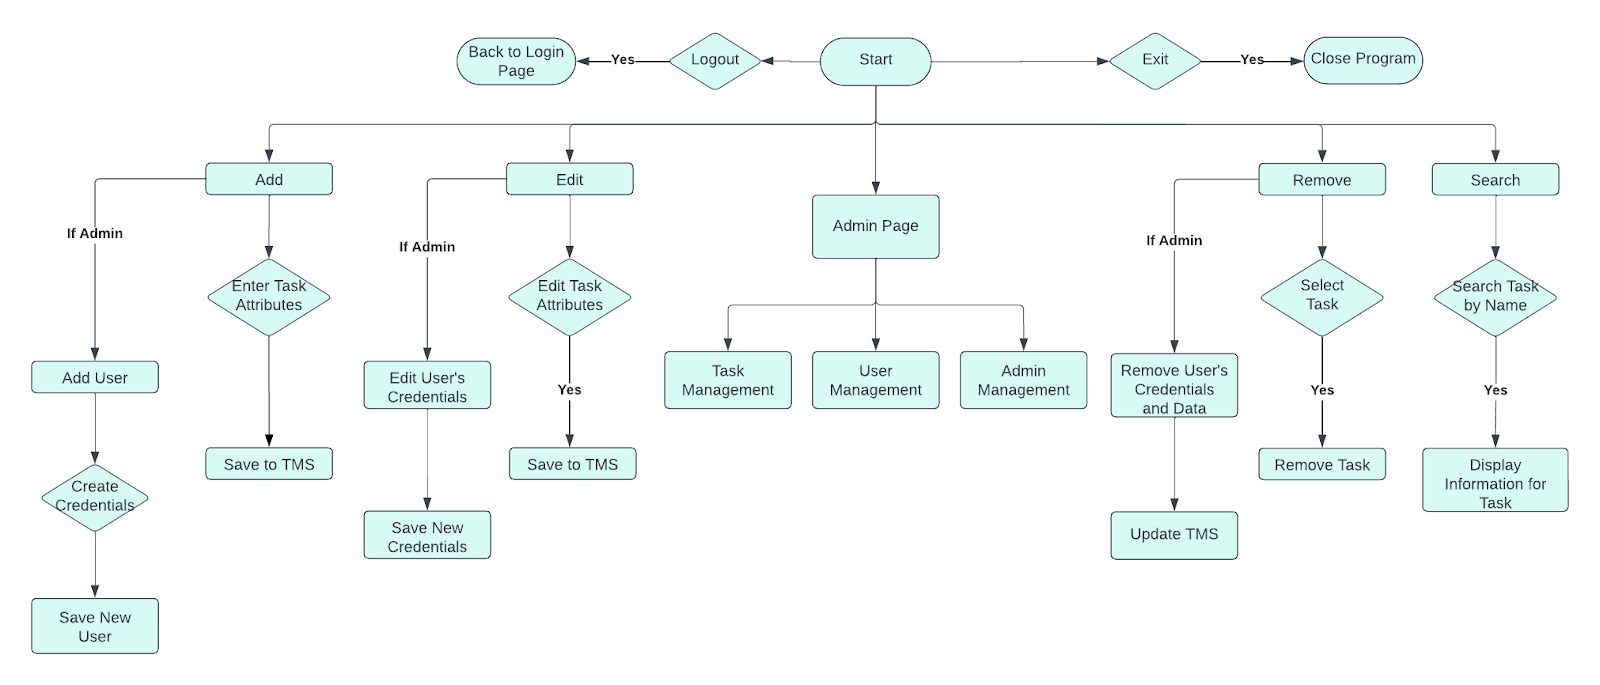 Back to Login
Page
Yes
Logout
Start
Exit
Yes
Close Program
Add
Edit
Remove
Search
If Admin
If Admin
Admin Page
If Admin
Enter Task
Attributes
Edit Task
Attributes
Select
Task
Search Task
by Name
Add User
Edit User's
Credentials
Yes
Task
Management
User
Management
Admin
Management
Remove User's
Credentials
and Data
Yes
Yes
Save to TMS
Save to TMS
Remove Task
Display
Information for
Task
Create
Credentials
Save New
Credentials
Update TMS
Save New
User